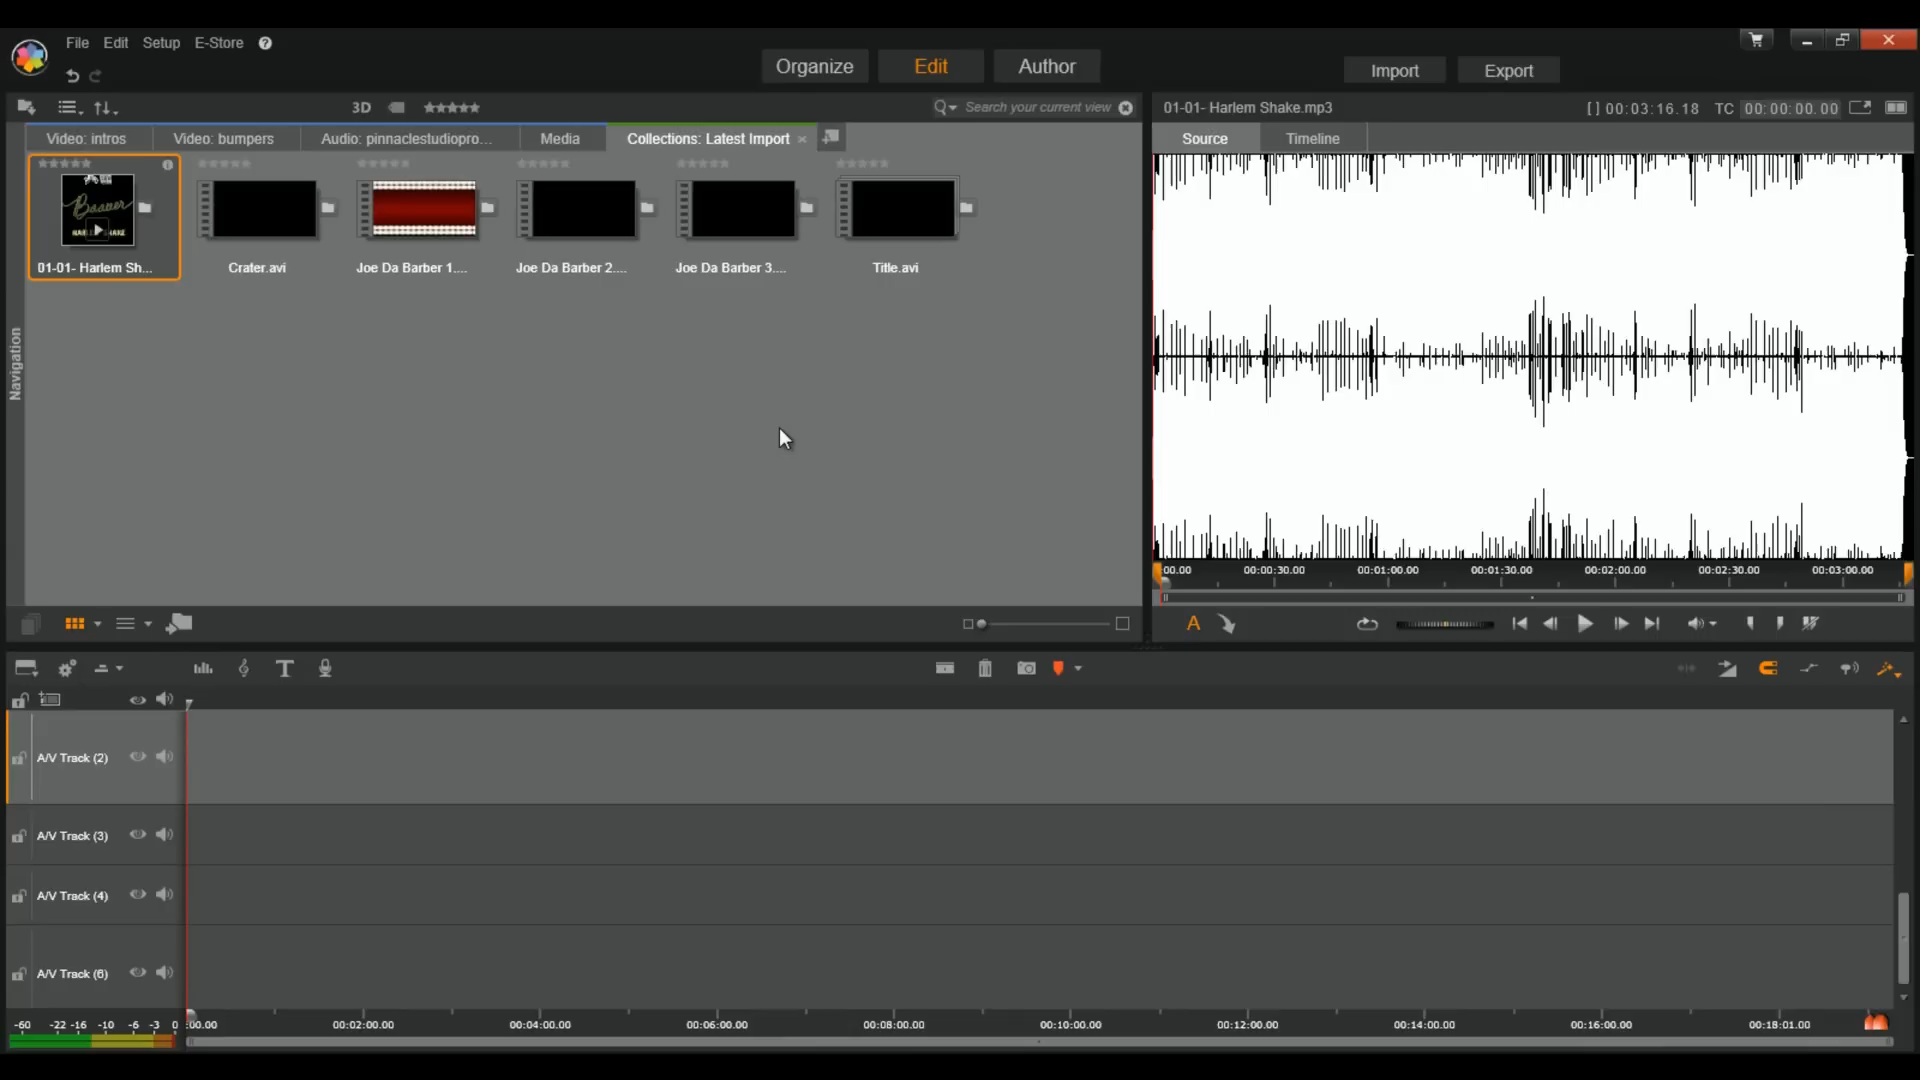 File Edit Setup E-Store ?
Organize Edit Author
Import Export
3D
Search your current view
01-01- Harlem Shake.mp3
[ ] 00:03:16.18 TC 00:00:00.00
Video: intros
Video: bumpers
Audio: pinnaclestudiopro...
Media
Collections: Latest Import
Source Timeline
Baauer
01-01- Harlem Sh...
Crater.avi
Joe Da Barber 1....
Joe Da Barber 2....
Joe Da Barber 3....
Title.avi
Navigation
:00.00 00:00:30.00 00:01:00.00 00:01:30.00 00:02:00.00 00:02:30.00 00:03:00.00
A
T
A/V Track (2)
A/V Track (3)
A/V Track (4)
A/V Track (6)
-60 -22 -16 -10 -6 -3 0
:00.00 00:02:00.00 00:04:00.00 00:06:00.00 00:08:00.00 00:10:00.00 00:12:00.00 00:14:00.00 00:16:00.00 00:18:01.00